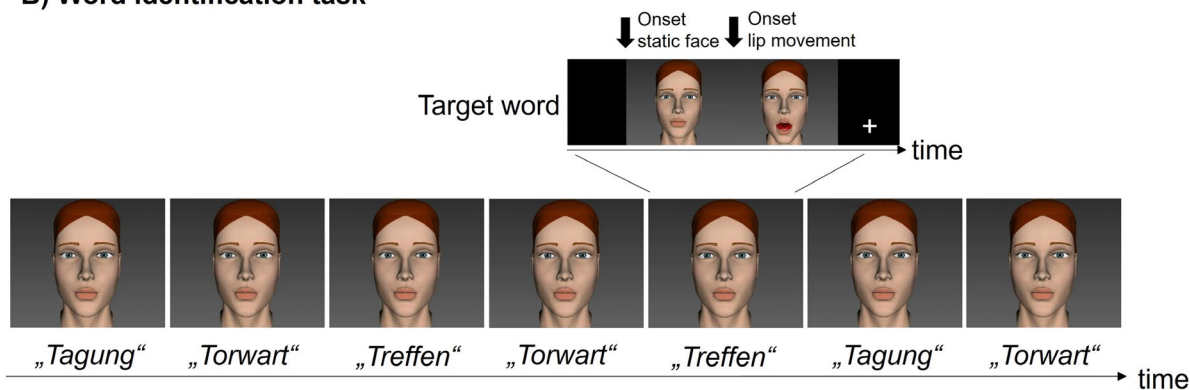 B) Word identification task
Onset
static face
Onset
lip movement
Target word
+
time
„Tagung“ „Torwart“ „Treffen“ „Torwart“ „Treffen“ „Tagung“ „Torwart“
time